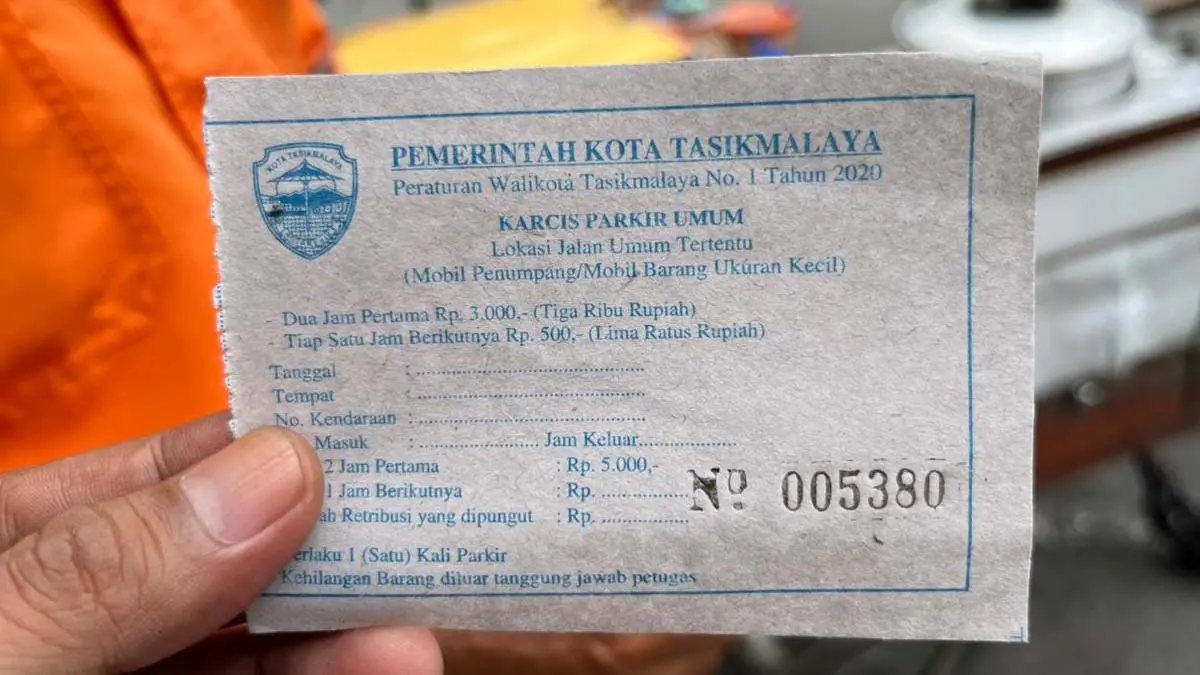 KOTA TASIKMALAYA
PEMERINTAH KOTA TASIKMALAYA
Peraturan Walikota Tasikmalaya No. 1 Tahun 2020
KARCIS PARKIR UMUM
Lokasi Jalan Umum Tertentu
(Mobil Penumpang/Mobil Barang Ukuran Kecil)
- Dua Jam Pertama Rp. 3.000,- (Tiga Ribu Rupiah)
- Tiap Satu Jam Berikutnya Rp. 500,- (Lima Ratus Rupiah)
Tanggal : ..........................................
Tempat : ..........................................
No. Kendaraan : ..........................................
Masuk : ...................... Jam Keluar..................
2 Jam Pertama : Rp. 5.000,-
1 Jam Berikutnya : Rp. ................
Retribusi yang dipungut : Rp. ................
Nº 005380
1 (Satu) Kali Parkir
Kehilangan Barang diluar tanggung jawab petugas